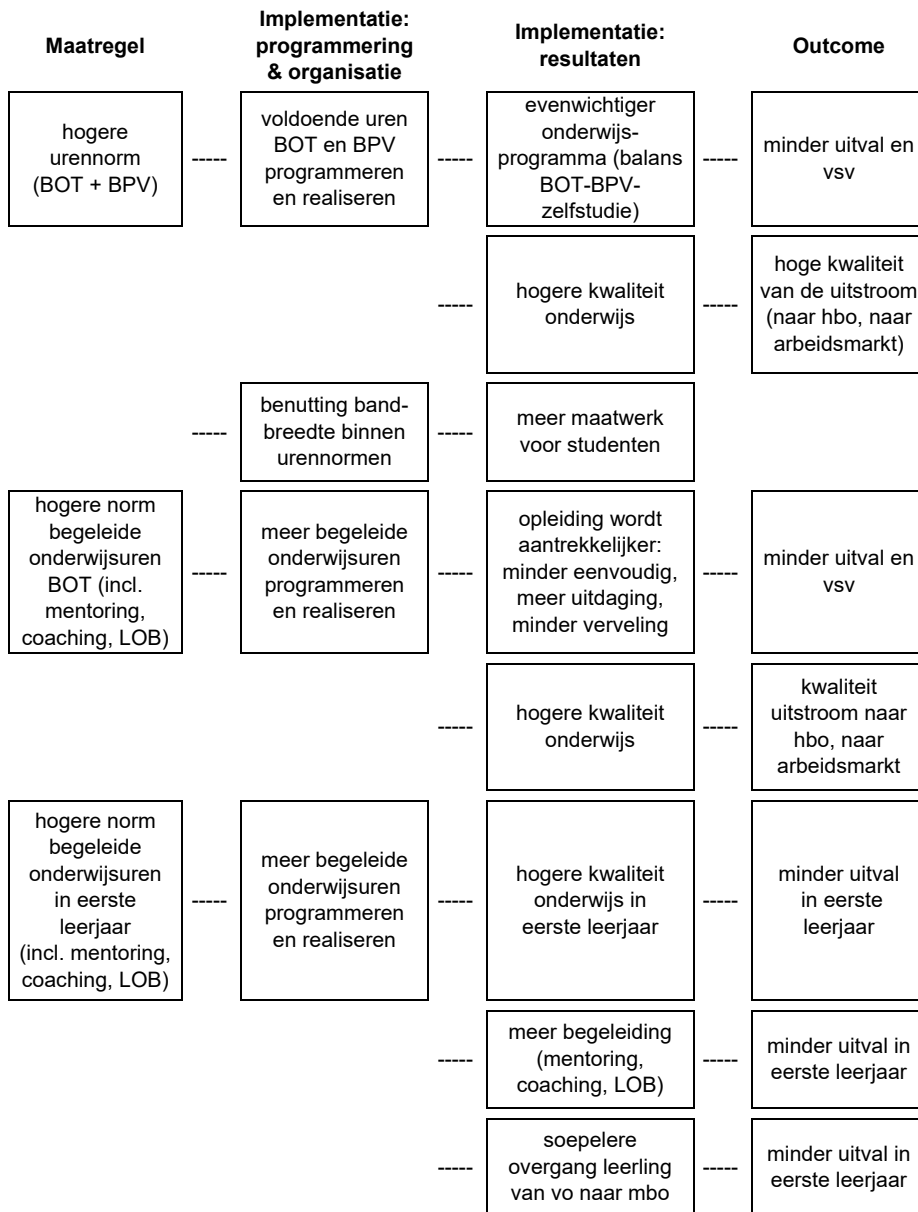 Maatregel
Implementatie:
programmering
& organisatie
Implementatie:
resultaten
Outcome
hogere
urennorm
(BOT + BPV)
-----
voldoende uren
BOT en BPV
programmeren
en realiseren
-----
evenwichtiger
onderwijs-
programma (balans
BOT-BPV-
zelfstudie)
-----
minder uitval en
vsv
-----
hogere kwaliteit
onderwijs
-----
hoge kwaliteit
van de uitstroom
(naar hbo, naar
arbeidsmarkt)
-----
benutting band-
breedte binnen
urennormen
-----
meer maatwerk
voor studenten
hogere norm
begeleide
onderwijsuren
BOT (incl.
mentoring,
coaching, LOB)
-----
meer begeleide
onderwijsuren
programmeren
en realiseren
-----
opleiding wordt
aantrekkelijker:
minder eenvoudig,
meer uitdaging,
minder verveling
-----
minder uitval en
vsv
-----
hogere kwaliteit
onderwijs
-----
kwaliteit
uitstroom naar
hbo, naar
arbeidsmarkt
hogere norm
begeleide
onderwijsuren
in eerste
leerjaar
(incl. mentoring,
coaching, LOB)
-----
meer begeleide
onderwijsuren
programmeren
en realiseren
-----
hogere kwaliteit
onderwijs in
eerste leerjaar
-----
minder uitval
in eerste
leerjaar
-----
meer begeleiding
(mentoring,
coaching, LOB)
-----
minder uitval in
eerste leerjaar
-----
soepelere
overgang leerling
van vo naar mbo
-----
minder uitval in
eerste leerjaar